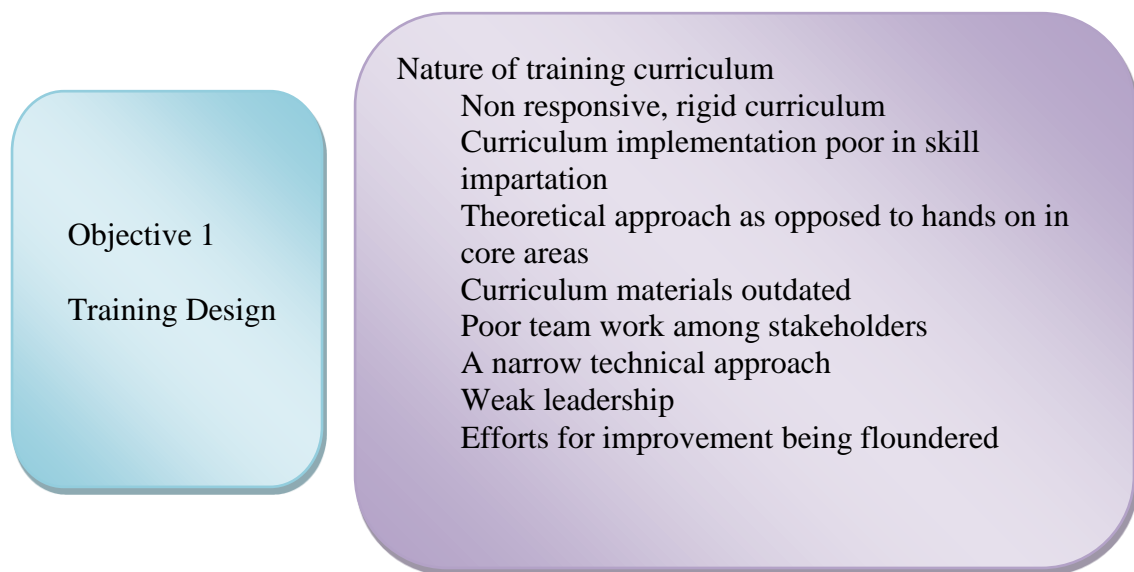 Objective 1
Training Design
Nature of training curriculum
Non responsive, rigid curriculum
Curriculum implementation poor in skill
impartation
Theoretical approach as opposed to hands on in
core areas
Curriculum materials outdated
Poor team work among stakeholders
A narrow technical approach
Weak leadership
Efforts for improvement being floundered